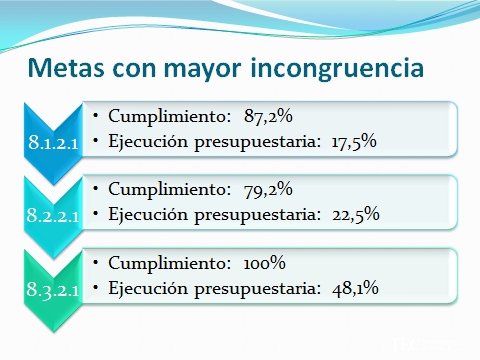 Metas con mayor incongruencia
8.1.2.1
• Cumplimiento: 87,2%
• Ejecución presupuestaria: 17,5%
8.2.2.1
• Cumplimiento: 79,2%
• Ejecución presupuestaria: 22,5%
8.3.2.1
• Cumplimiento: 100%
• Ejecución presupuestaria: 48,1%